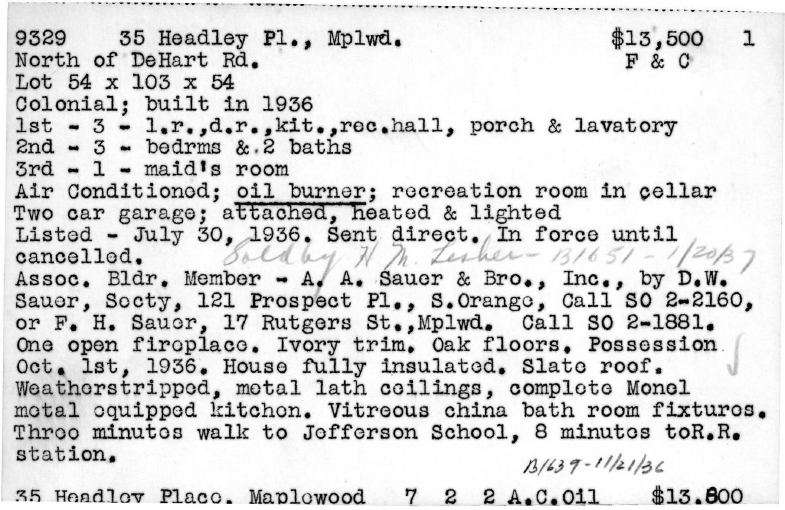 9329 35 Headley Pl., Mplwd. $13,500 1
North of DeHart Rd. F & C
Lot 54 x 103 x 54
Colonial; built in 1936
1st - 3 - l.r.,d.r.,kit.,rec.hall, porch & lavatory
2nd - 3 - bedrms & 2 baths
3rd - 1 - maid's room
Air Conditioned; oil burner; recreation room in cellar
Two car garage; attached, heated & lighted
Listed - July 30, 1936. Sent direct. In force until
cancelled. Sold by H. M. Lesher - B1651 - 1/20/37
Assoc. Bldr. Member - A. A. Sauer & Bro., Inc., by D.W.
Sauer, Secty, 121 Prospect Pl., S.Orange, Call SO 2-2160,
or F. H. Sauer, 17 Rutgers St.,Mplwd. Call SO 2-1881.
One open fireplace. Ivory trim. Oak floors. Possession
Oct. 1st, 1936. House fully insulated. Slate roof.
Weatherstripped, metal lath ceilings, complete Monel
metal equipped kitchen. Vitreous china bath room fixtures.
Three minutes walk to Jefferson School, 8 minutes toR.R.
station.
B1639-11/21/36
35 Headley Place, Maplewood 7 2 2 A.C.Oil $13.800